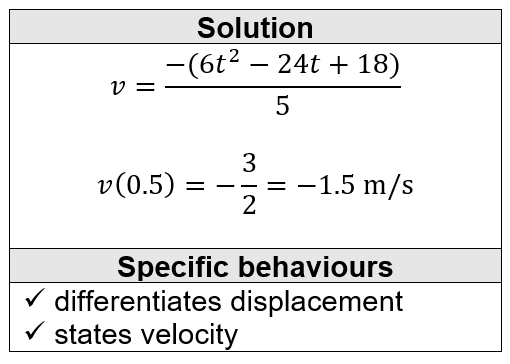 Solution
v = −(6t² − 24t + 18) / 5
v(0.5) = − 3/2 = −1.5 m/s
Specific behaviours
✓ differentiates displacement
✓ states velocity